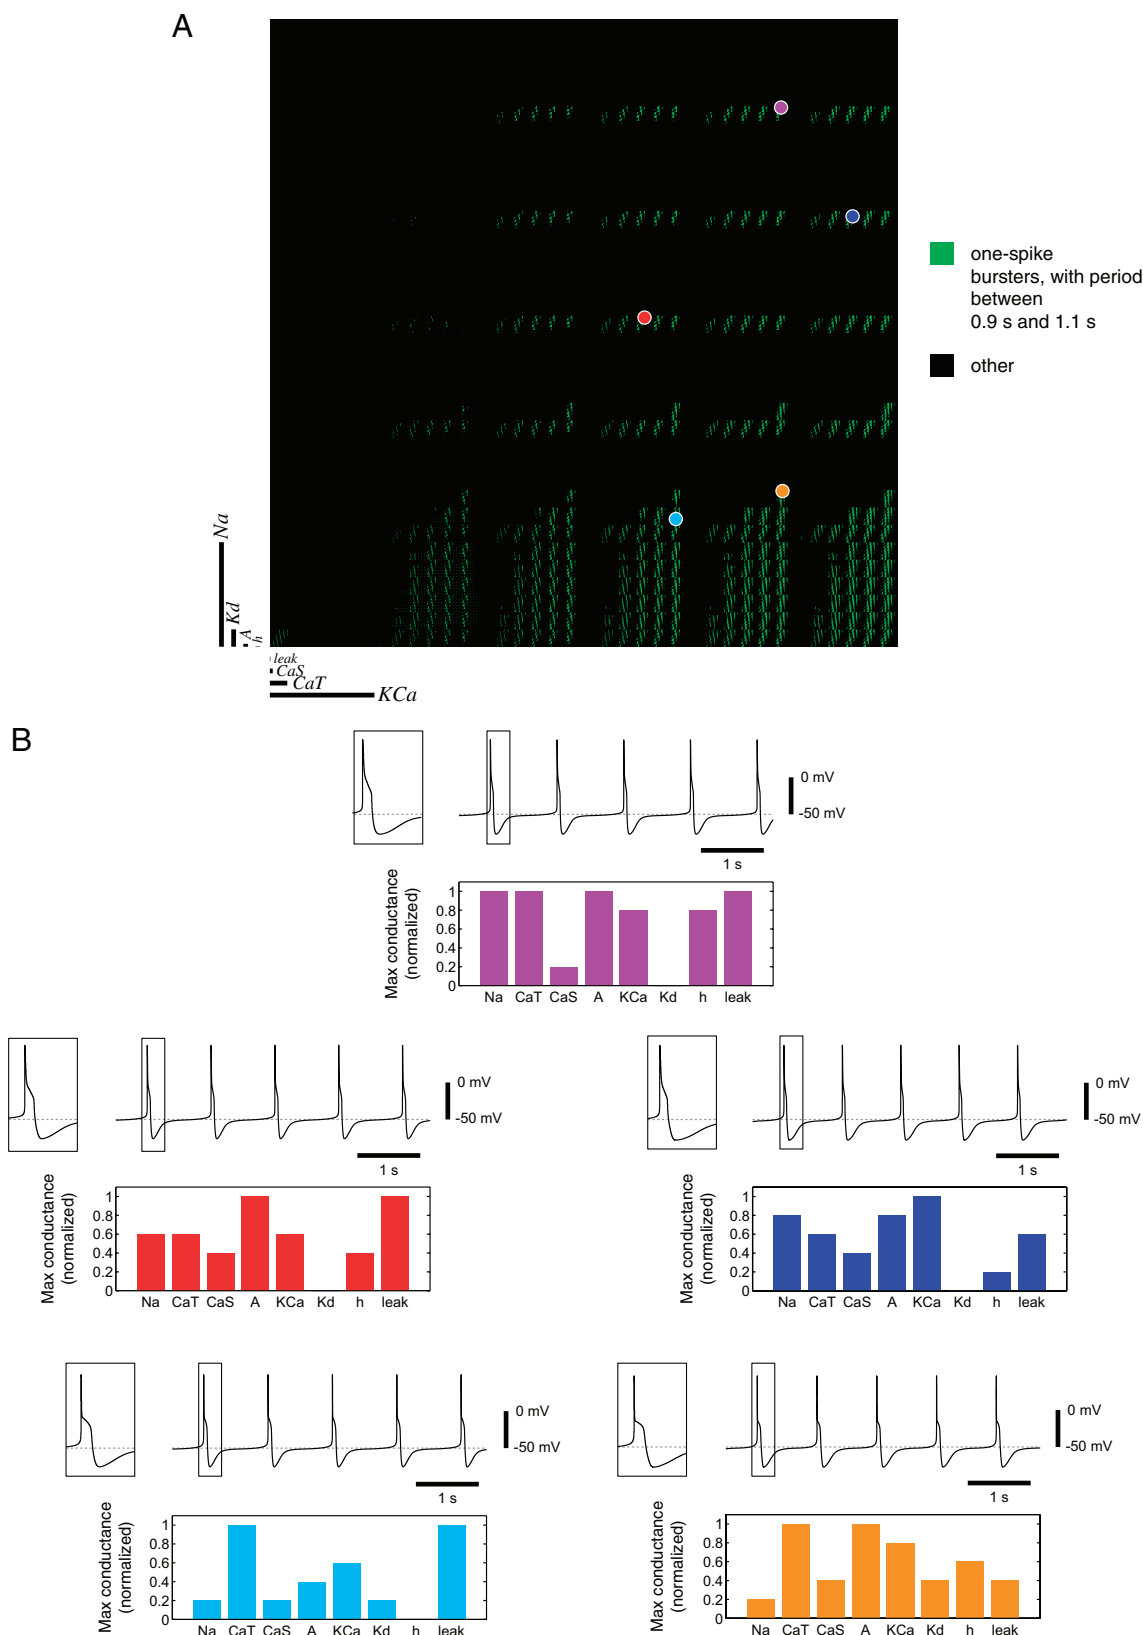 A
one-spike
bursters, with period
between
0.9 s and 1.1 s
other
Na
Kd
A
h
leak
CaS
CaT
KCa
B
0 mV
-50 mV
1 s
Max conductance
(normalized)
1
0.8
0.6
0.4
0.2
Na CaT CaS A KCa Kd h leak
0 mV
-50 mV
1 s
Max conductance
(normalized)
1
0.8
0.6
0.4
0.2
0
Na CaT CaS A KCa Kd h leak
0 mV
-50 mV
1 s
Max conductance
(normalized)
1
0.8
0.6
0.4
0.2
0
Na CaT CaS A KCa Kd h leak
0 mV
-50 mV
1 s
Max conductance
(normalized)
1
0.8
0.6
0.4
0.2
0
Na CaT CaS A KCa Kd h leak
0 mV
-50 mV
1 s
Max conductance
(normalized)
1
0.8
0.6
0.4
0.2
0
Na CaT CaS A KCa Kd h leak